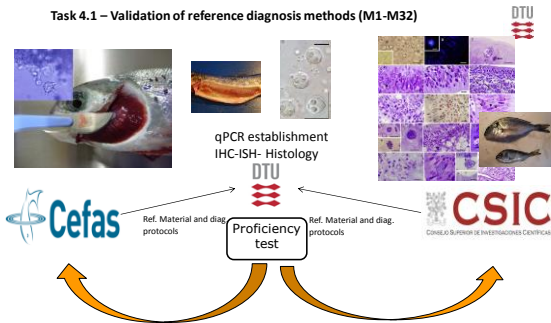 Task 4.1 – Validation of reference diagnosis methods (M1-M32)
DTU
qPCR establishment
IHC-ISH- Histology
DTU
Cefas
Ref. Material and diag.
protocols
Proficiency
test
Ref. Material and diag.
protocols
CSIC
CONSEJO SUPERIOR DE INVESTIGACIONES CIENTÍFICAS